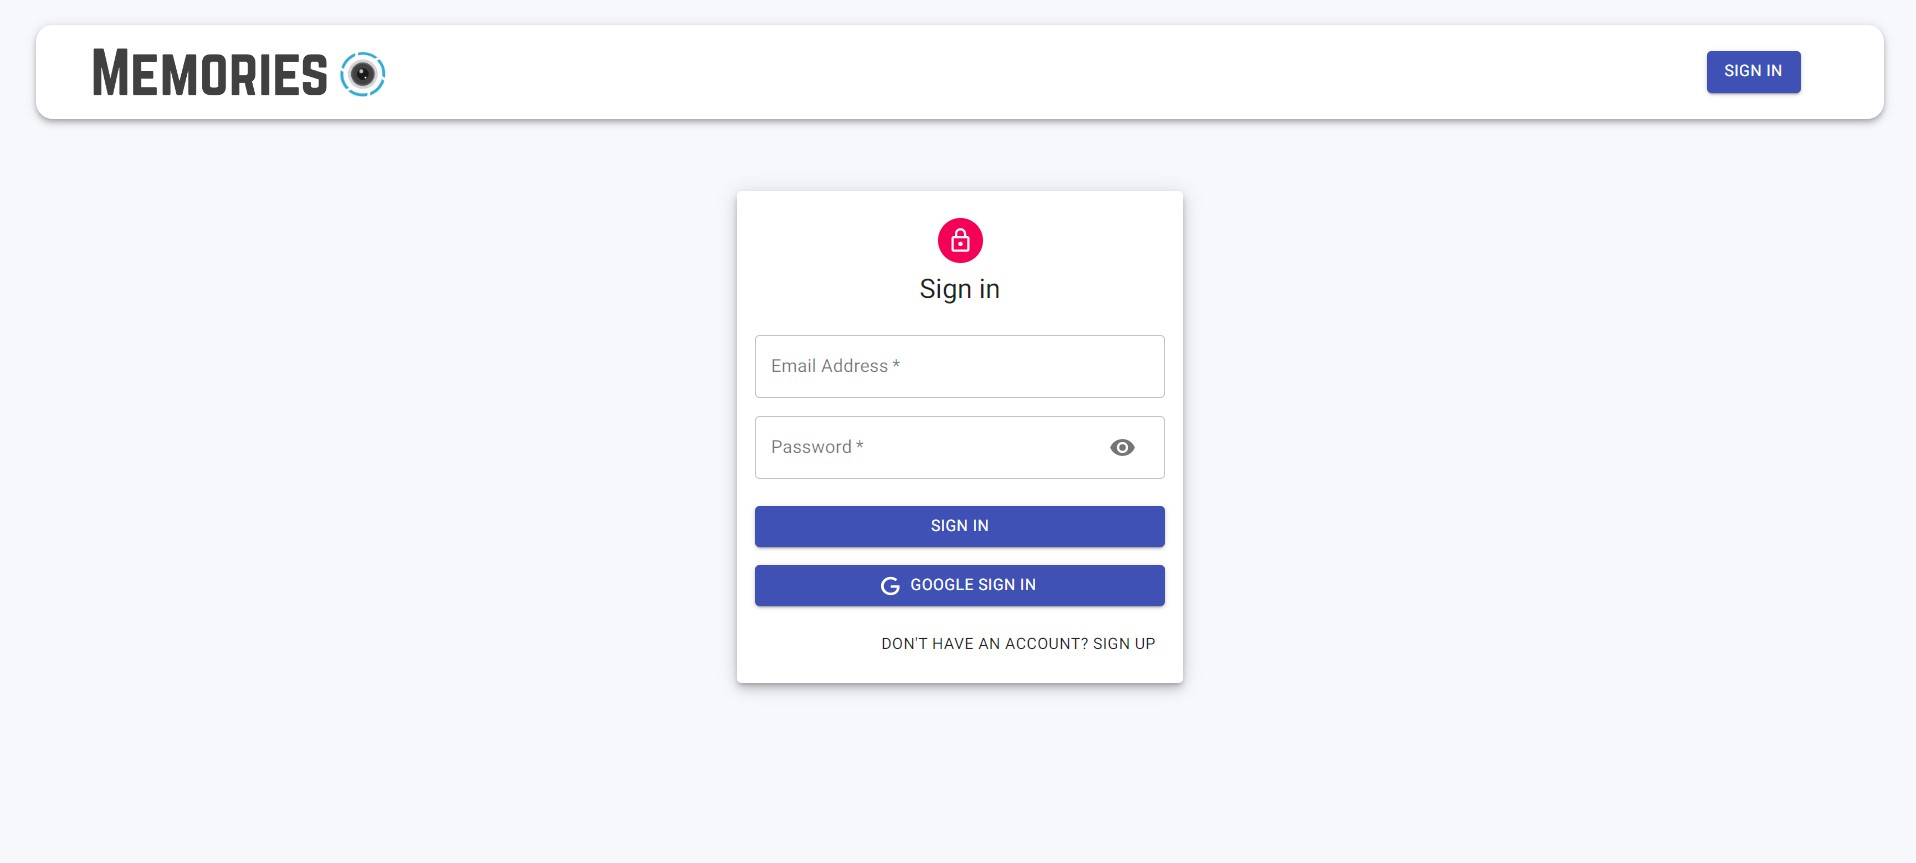 MEMORIES
SIGN IN
Sign in
Email Address *
Password *
SIGN IN
GOOGLE SIGN IN
DON'T HAVE AN ACCOUNT? SIGN UP